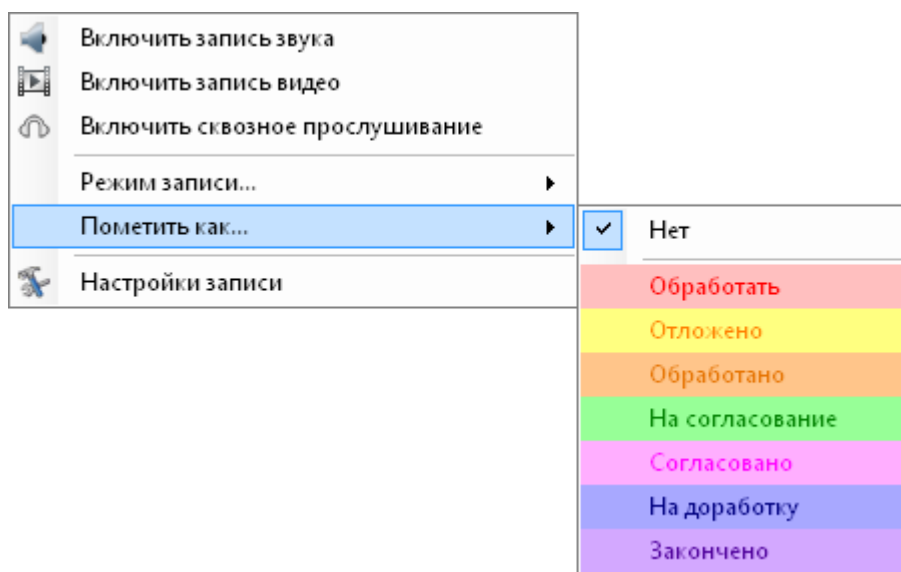 Включить запись звука
Включить запись видео
Включить сквозное прослушивание
Режим записи...
Пометить как...
Настройки записи
Нет
Обработать
Отложено
Обработано
На согласование
Согласовано
На доработку
Закончено